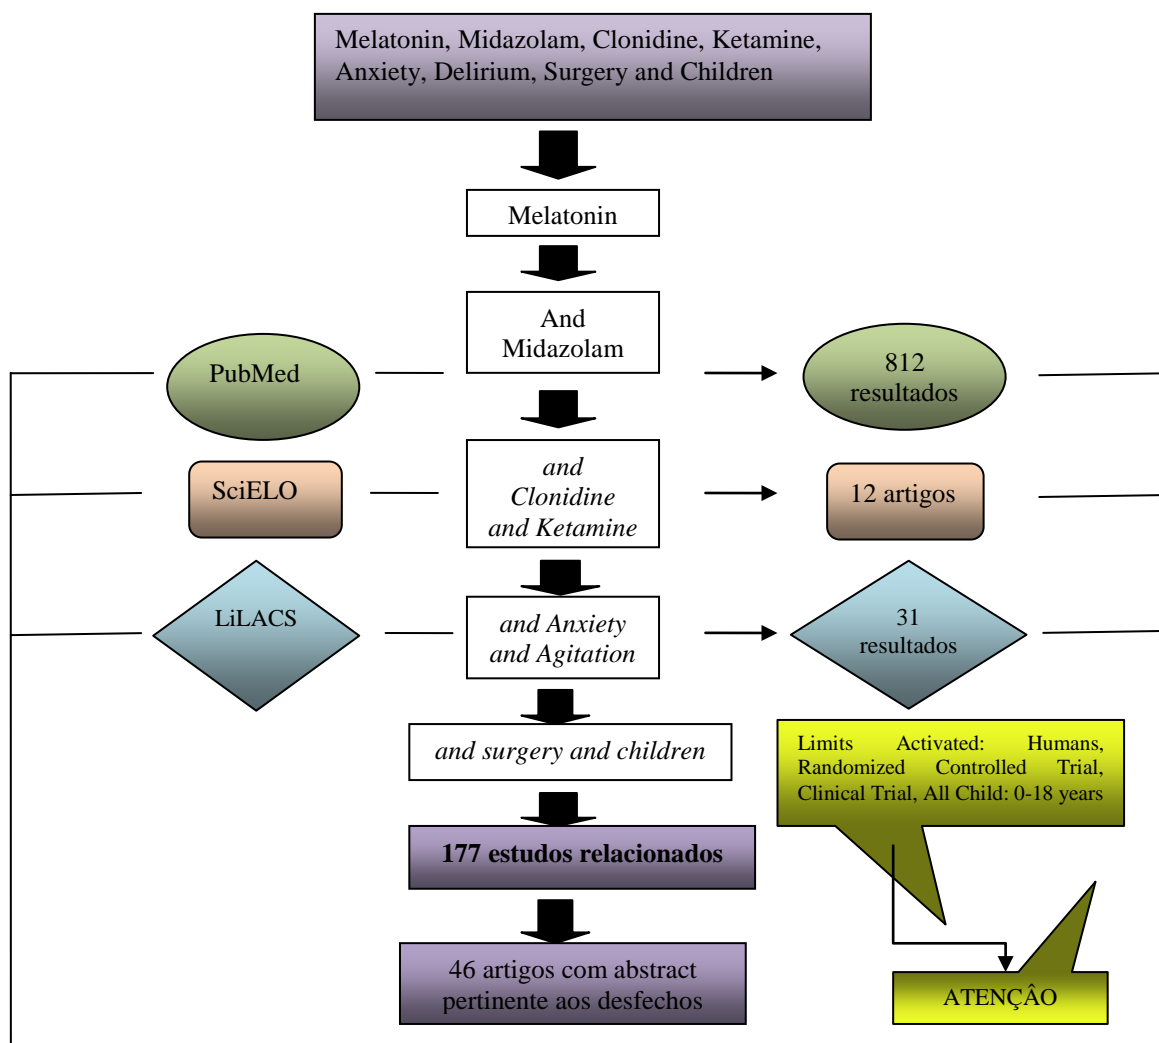 Melatonin, Midazolam, Clonidine, Ketamine,
Anxiety, Delirium, Surgery and Children
Melatonin
And
Midazolam
PubMed
812
resultados
and
Clonidine
and Ketamine
SciELO
12 artigos
LiLACS
and Anxiety
and Agitation
31
resultados
and surgery and children
Limits Activated: Humans,
Randomized Controlled Trial,
Clinical Trial, All Child: 0-18 years
177 estudos relacionados
46 artigos com abstract
pertinente aos desfechos
ATENÇÂO